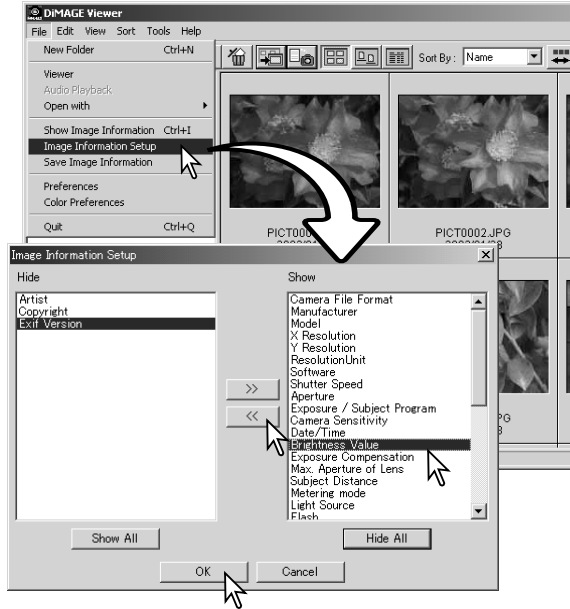 DiMAGE Viewer
File Edit View Sort Tools Help
New Folder Ctrl+N
Viewer
Audio Playback
Open with
Show Image Information Ctrl+I
Image Information Setup
Save Image Information
Preferences
Color Preferences
Quit Ctrl+Q
Sort By : Name
PICT000
PICT0002.JPG
Image Information Setup
Hide
Artist
Copyright
Exif Version
>>
<<
Show All
Show
Camera File Format
Manufacturer
Model
X Resolution
Y Resolution
ResolutionUnit
Software
Shutter Speed
Aperture
Exposure / Subject Program
Camera Sensitivity
Date/Time
Brightness Value
Exposure Compensation
Max. Aperture of Lens
Subject Distance
Metering mode
Light Source
Flash
Hide All
OK
Cancel